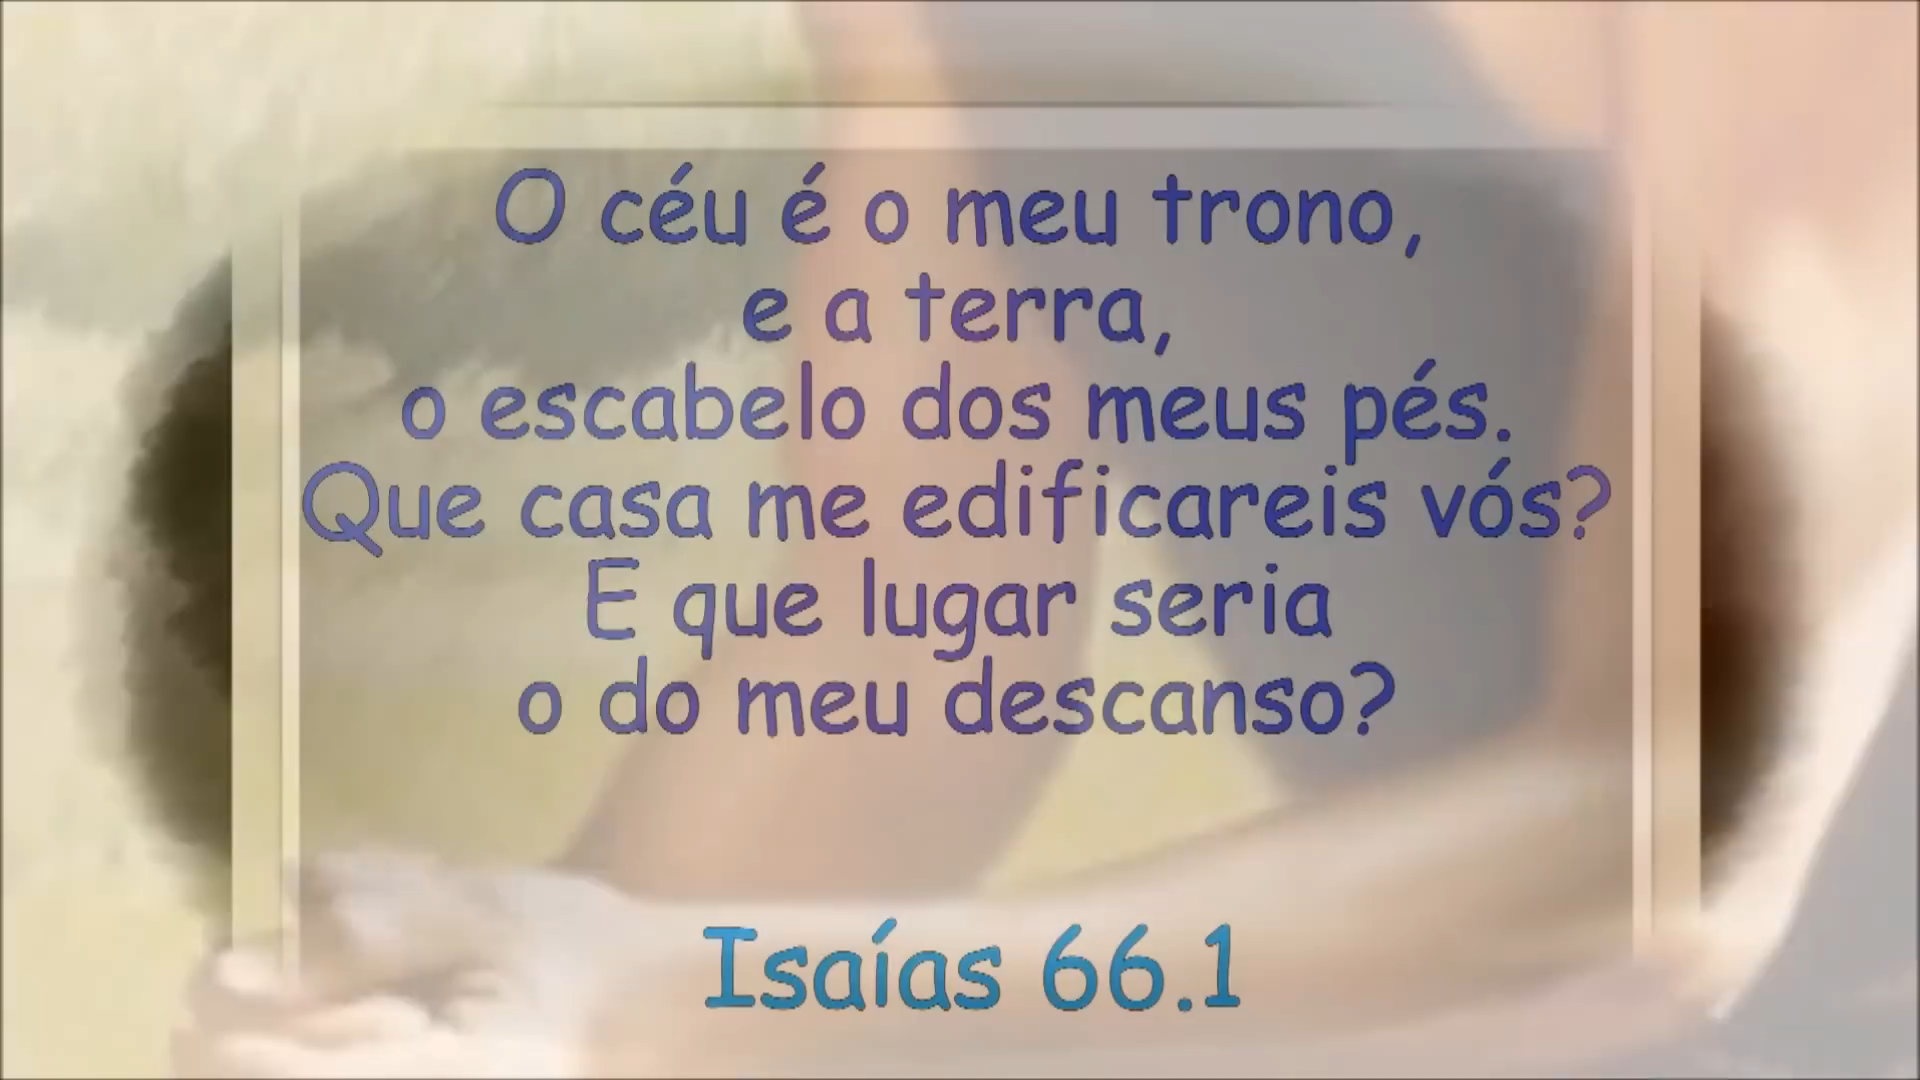 O céu é o meu trono,
e a terra,
o escabelo dos meus pés.
Que casa me edificareis vós?
E que lugar seria
o do meu descanso?
Isaías 66.1